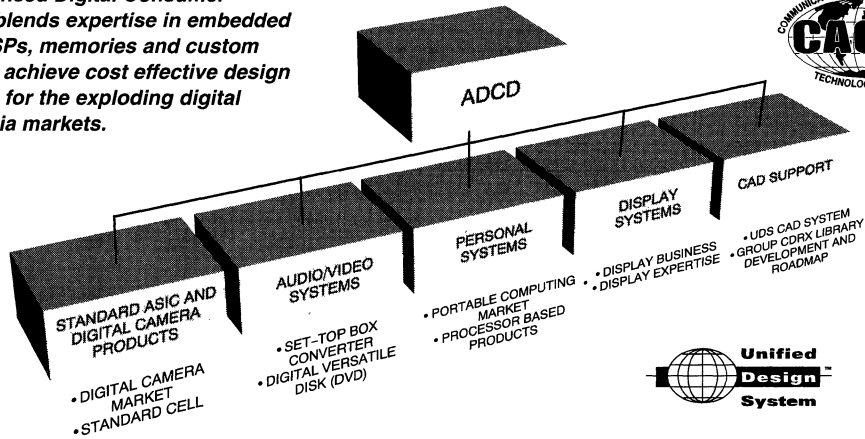 blends expertise in embedded
SPs, memories and custom
achieve cost effective design
for the exploding digital
ia markets.
ADCD
COMMUNICA
TECHNOLO
STANDARD ASIC AND
DIGITAL CAMERA
PRODUCTS
• DIGITAL CAMERA
MARKET
• STANDARD CELL
AUDIO/VIDEO
SYSTEMS
• SET–TOP BOX
CONVERTER
• DIGITAL VERSATILE
DISK (DVD)
PERSONAL
SYSTEMS
• PORTABLE COMPUTING
MARKET
• PROCESSOR BASED
PRODUCTS
DISPLAY
SYSTEMS
• DISPLAY BUSINESS
• DISPLAY EXPERTISE
CAD SUPPORT
• UDS CAD SYSTEM
• GROUP CDRX LIBRARY
DEVELOPMENT AND
ROADMAP
Unified
Design™
System